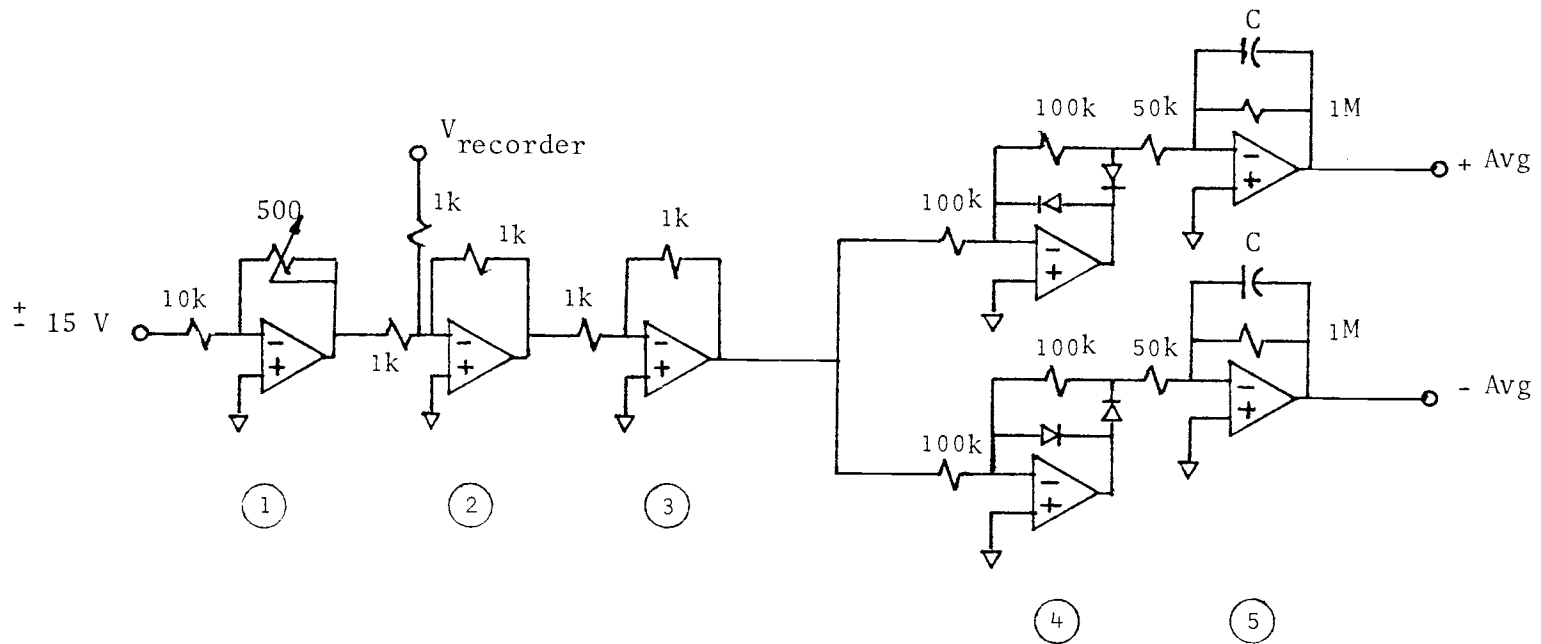 C
100k
50k
1M
V recorder
- +
+ Avg
500
1k
1k
1k
100k
- +
C
± 15 V
10k
1k
1k
- +
- +
- +
100k
50k
1M
- +
- Avg
100k
- +
1
2
3
4
5